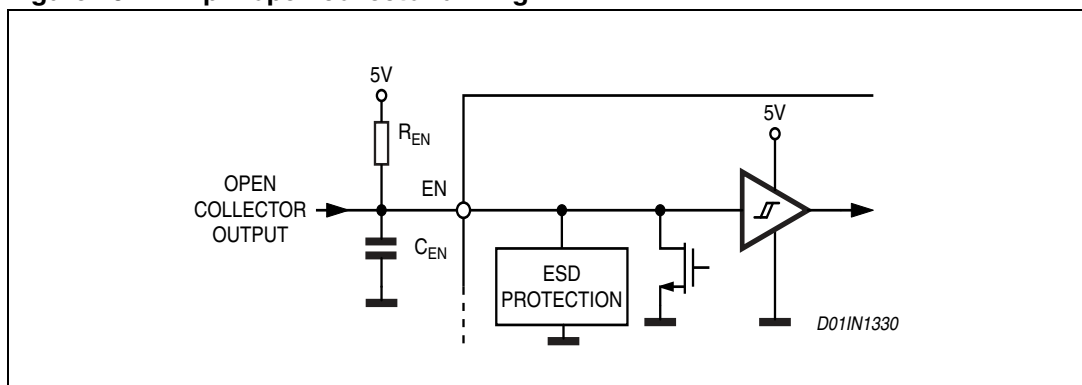 5V
R_EN
OPEN
COLLECTOR
OUTPUT
EN
C_EN
ESD
PROTECTION
5V
D01IN1330